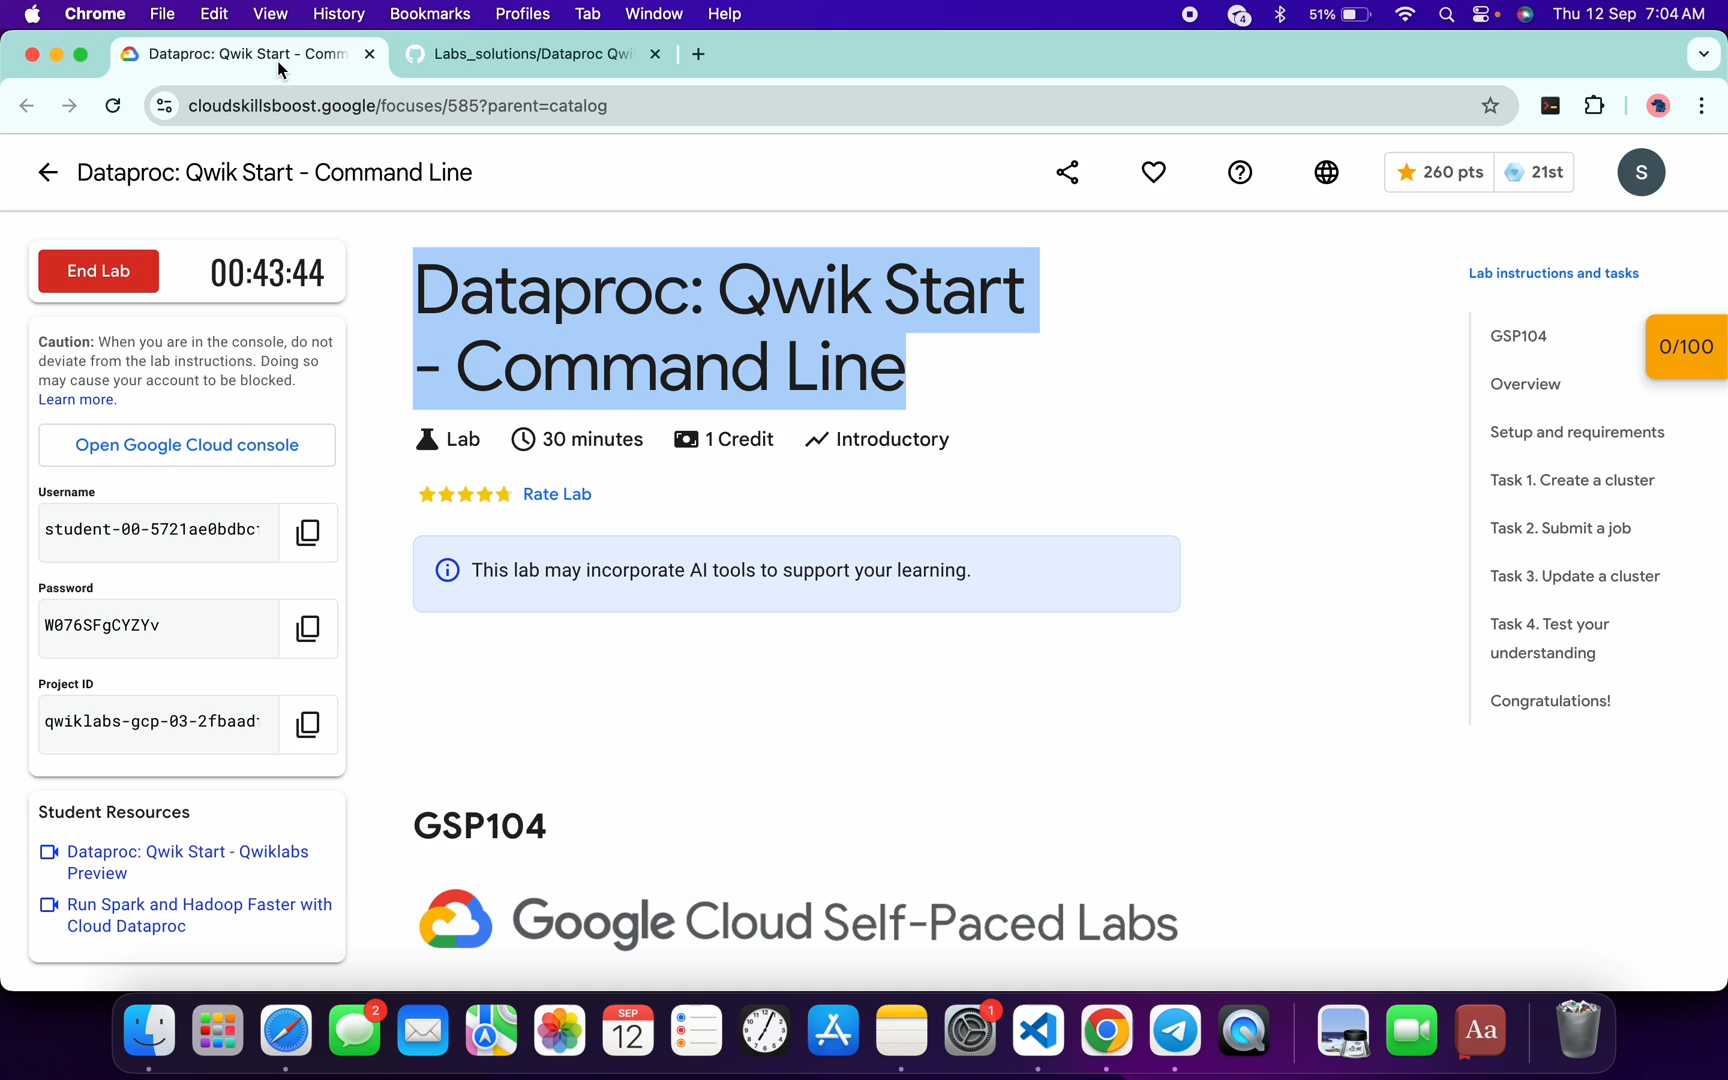 Chrome File Edit View History Bookmarks Profiles Tab Window Help 4 51% Thu 12 Sep 7:04 AM
Dataproc: Qwik Start - Comm Labs_solutions/Dataproc Qwi
cloudskillsboost.google/focuses/585?parent=catalog
Dataproc: Qwik Start - Command Line
260 pts 21st S
End Lab 00:43:44
Caution: When you are in the console, do not
deviate from the lab instructions. Doing so
may cause your account to be blocked.
Learn more.
Open Google Cloud console
Username
student-00-5721ae0bdbc
Password
W076SFgCYZYv
Project ID
qwiklabs-gcp-03-2fbaad
Student Resources
Dataproc: Qwik Start - Qwiklabs
Preview
Run Spark and Hadoop Faster with
Cloud Dataproc
Dataproc: Qwik Start
- Command Line
Lab 30 minutes 1 Credit Introductory
Rate Lab
This lab may incorporate AI tools to support your learning.
GSP104
Google Cloud Self-Paced Labs
Lab instructions and tasks
GSP104
0/100
Overview
Setup and requirements
Task 1. Create a cluster
Task 2. Submit a job
Task 3. Update a cluster
Task 4. Test your
understanding
Congratulations!
2
SEP
12
1
Aa